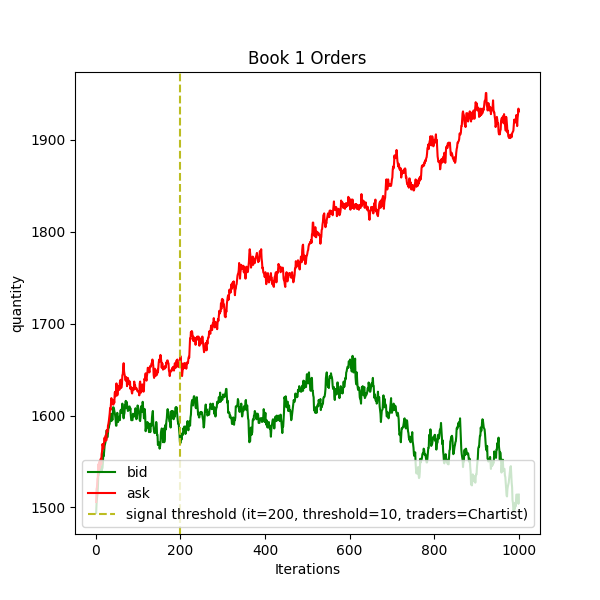 Book 1 Orders
quantity
1900
1800
1700
1600
1500
bid
ask
signal threshold (it=200, threshold=10, traders=Chartist)
0 200 400 600 800 1000
Iterations